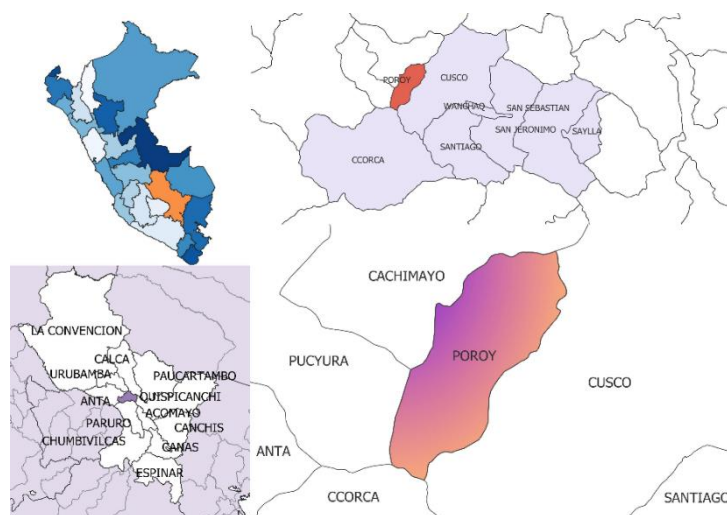 POROY
CUSCO
WANCHAQ
SAN SEBASTIAN
SAN JERONIMO
SAYLLA
SANTIAGO
CCORCA
LA CONVENCION
CALCA
URUBAMBA
PAUCARTAMBO
ANTA
QUISPICANCHI
ACOMAYO
PARURO
CANCHIS
CHUMBIVILCAS
CANAS
ESPINAR
CACHIMAYO
POROY
PUCYURA
CUSCO
ANTA
CCORCA
SANTIAGO